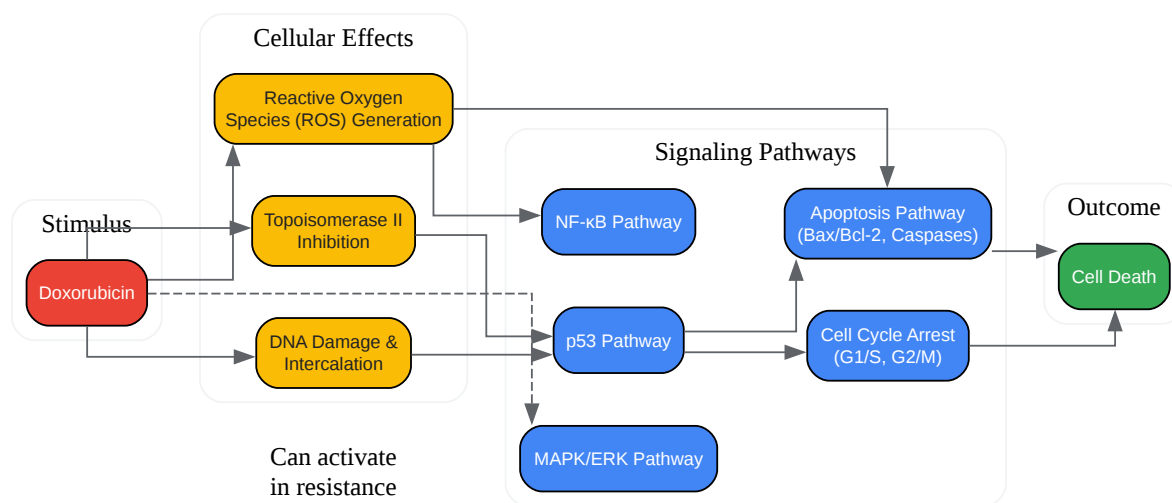 Cellular Effects
Reactive Oxygen
Species (ROS) Generation
Signaling Pathways
Stimulus
Topoisomerase II
Inhibition
NF-κB Pathway
Apoptosis Pathway
(Bax/Bcl-2, Caspases)
Outcome
Doxorubicin
Cell Death
DNA Damage &
Intercalation
p53 Pathway
Cell Cycle Arrest
(G1/S, G2/M)
MAPK/ERK Pathway
Can activate
in resistance